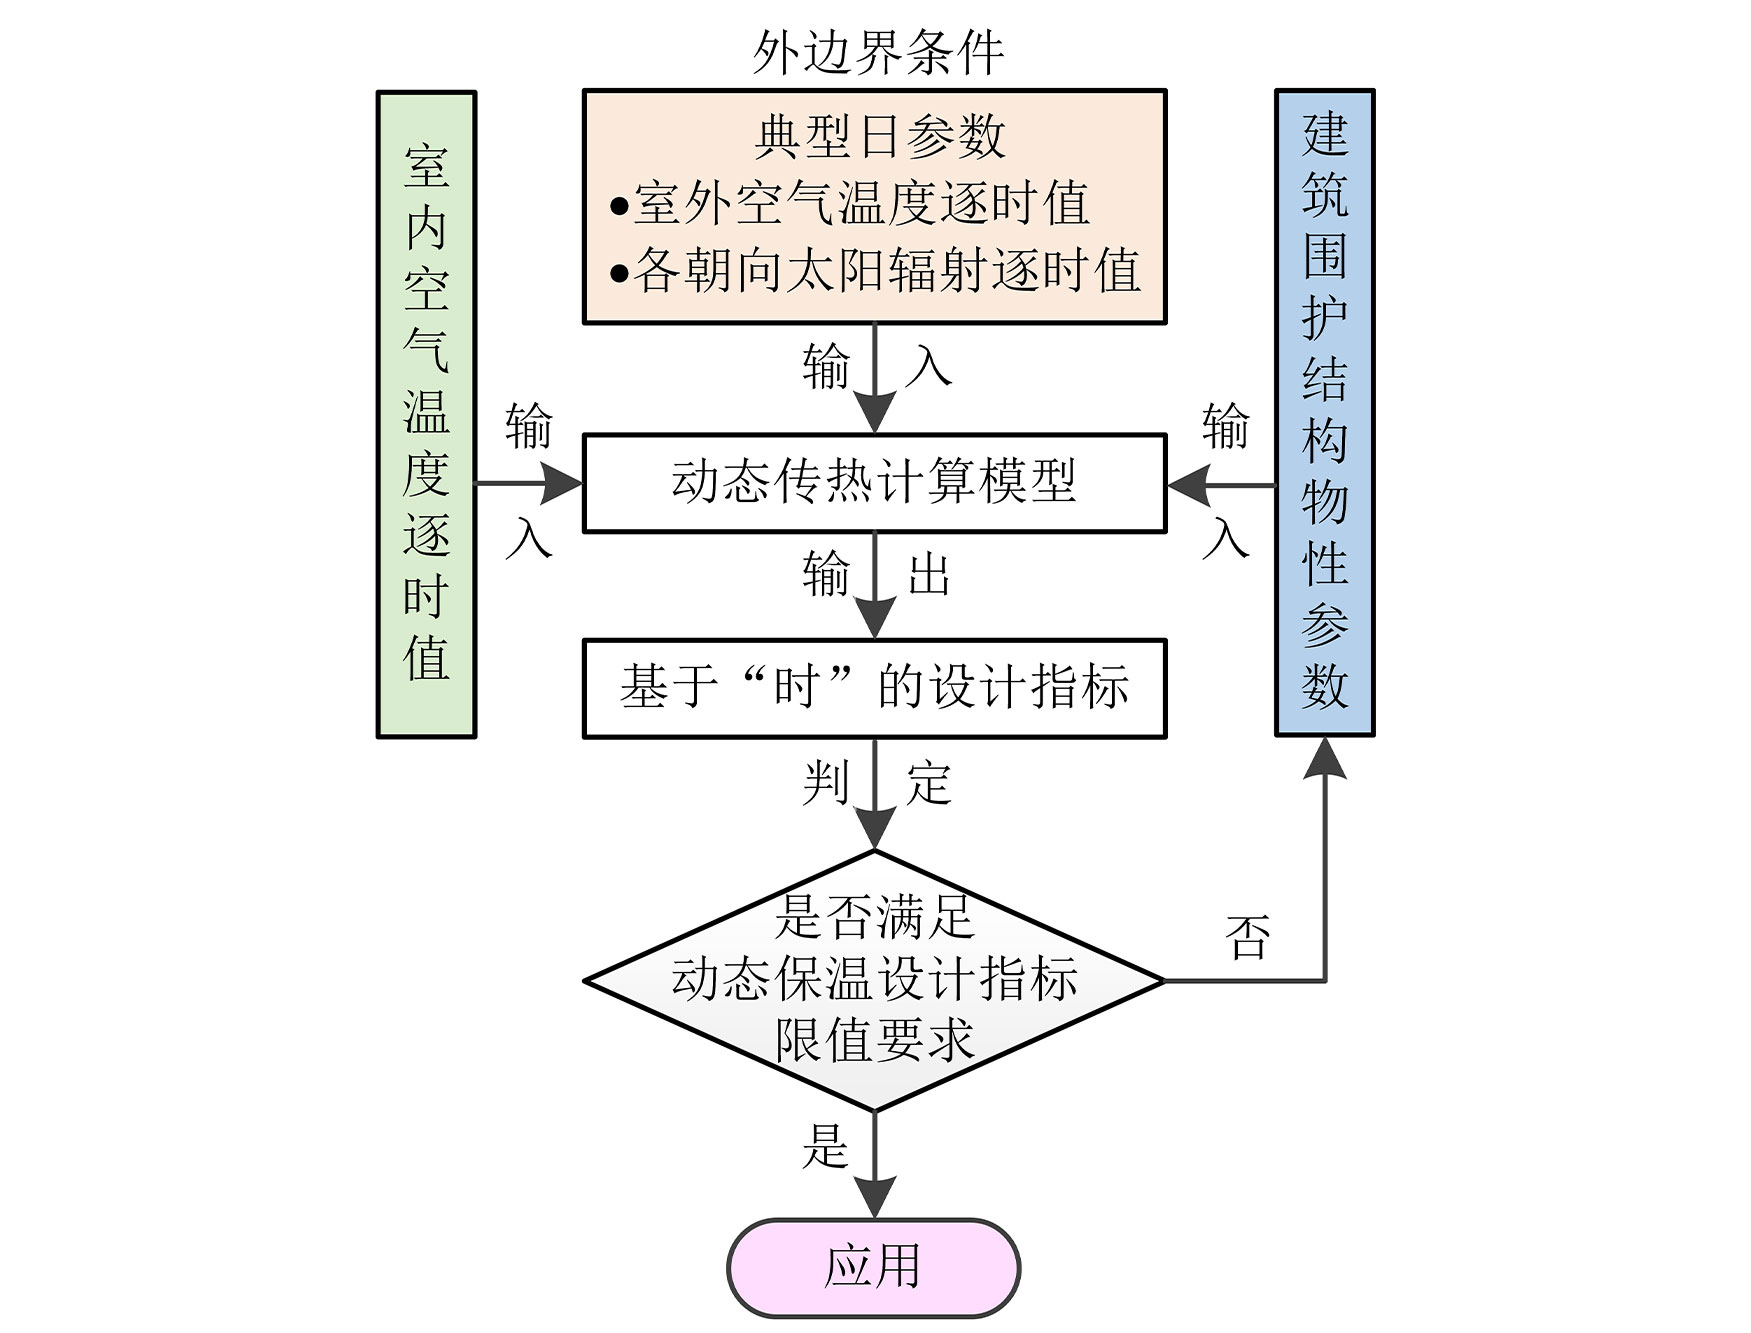 外边界条件
典型日参数
●室外空气温度逐时值
●各朝向太阳辐射逐时值
室内空气温度逐时值
建筑围护结构物性参数
输入
输入
输入
动态传热计算模型
输出
基于“时”的设计指标
判定
是否满足
动态保温设计指标
限值要求
否
是
应用